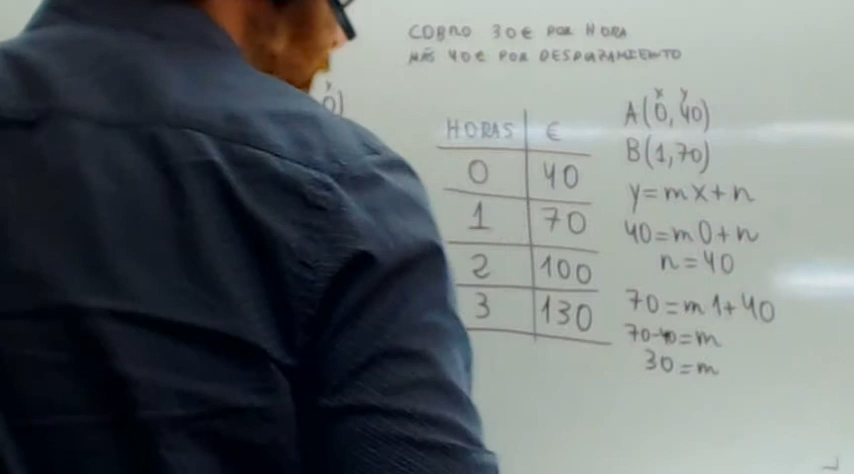 COBRO 30€ POR HORA
MÁS 40€ POR DESPLAZAMIENTO
HORAS €
0 40
1 70
2 100
3 130
x y
A(0,40)
B(1,70)
y=mx+n
40=m0+n
n=40
70=m1+40
70-40=m
30=m